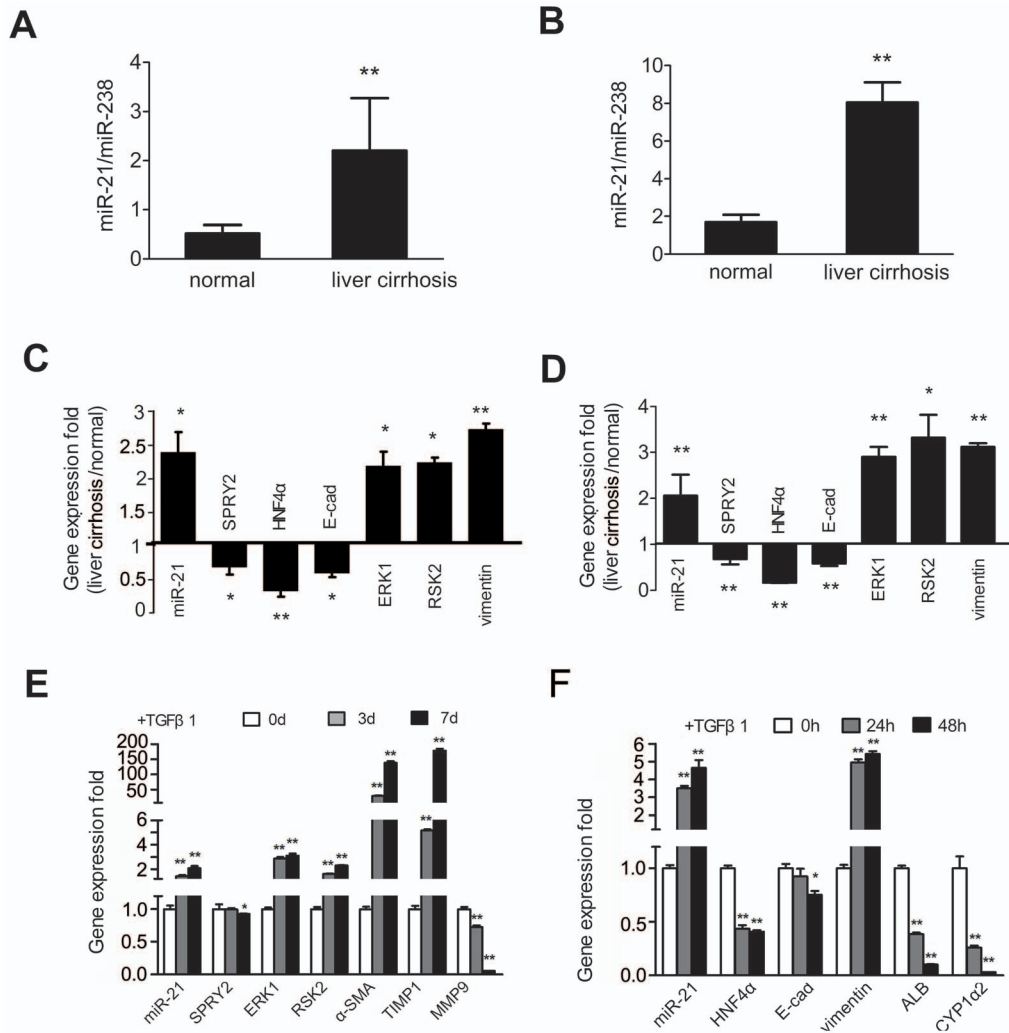 A
miR-21/miR-238
4
3
2
1
0
**
normal
liver cirrhosis
B
miR-21/miR-238
10
8
6
4
2
0
**
normal
liver cirrhosis
C
Gene expression fold
(liver cirrhosis/normal)
3.0
2.5
2.0
1.5
1
0.5
0.0
*
miR-21
SPRY2
*
HNF4α
**
E-cad
*
*
ERK1
*
RSK2
**
vimentin
D
Gene expression fold
(liver cirrhosis/normal)
4
3
2
1
0.5
0.0
**
miR-21
SPRY2
**
HNF4α
**
E-cad
**
**
ERK1
*
RSK2
**
vimentin
E
+TGFβ 1 0d 3d 7d
Gene expression fold
200
150
100
50
6
4
2
1.0
0.5
0.0
** **
*
** **
** **
** **
** **
** **
miR-21 SPRY2 ERK1 RSK2 α-SMA TIMP1 MMP9
F
+TGFβ 1 0h 24h 48h
Gene expression fold
6
5
4
3
2
1.0
0.5
0.0
** **
** **
*
** **
** **
** **
miR-21 HNF4α E-cad vimentin ALB CYP1α2